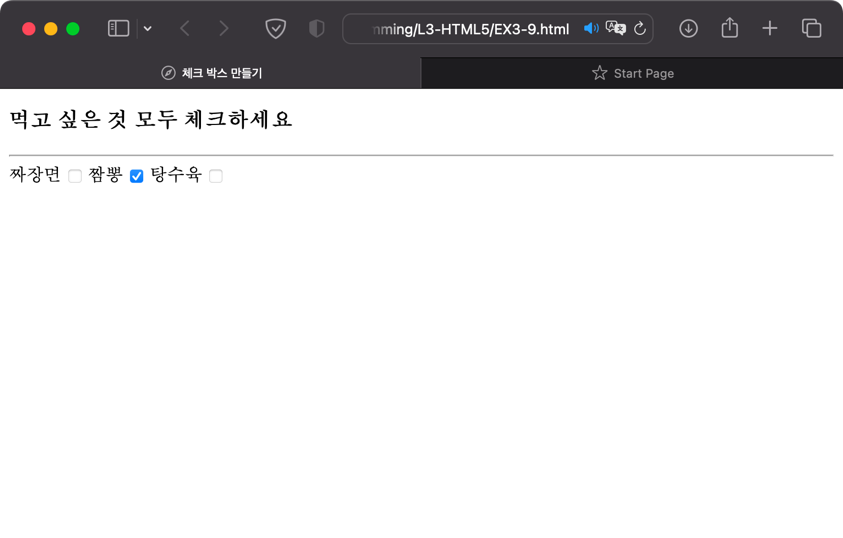 nming/L3-HTML5/EX3-9.html
체크 박스 만들기 Start Page
먹고 싶은 것 모두 체크하세요
짜장면 짬뽕 탕수육